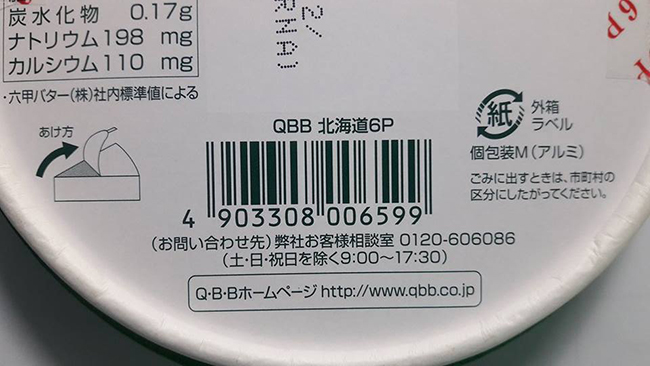 炭水化物 0.17g
ナトリウム198 mg
カルシウム110 mg
・六甲バター(株)社内標準値による
あけ方
QBB 北海道6P
4 903308 006599
紙
外箱
ラベル
個包装M(アルミ)
ごみに出すときは、市町村の
区分にしたがってください。
(お問い合わせ先)弊社お客様相談室 0120-606086
(土・日・祝日を除く9:00〜17:30)
Q・B・Bホームページ http://www.qbb.co.jp
6P